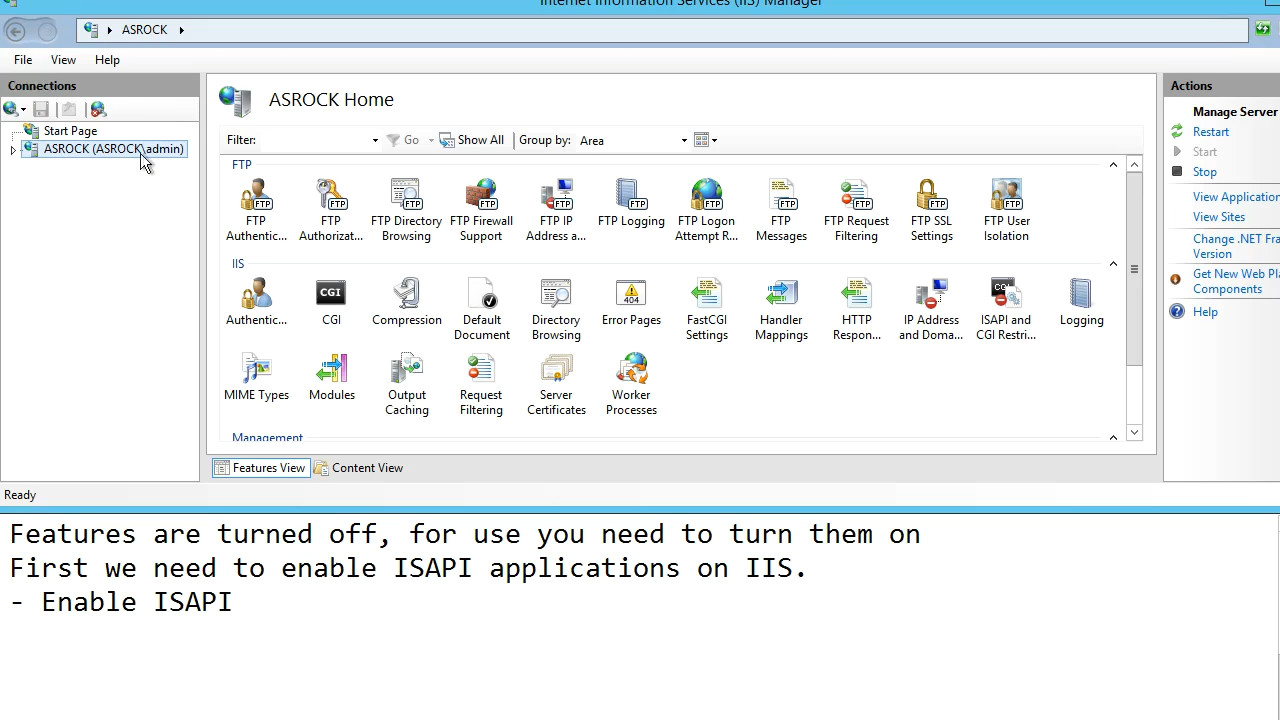 Internet Information Services (IIS) Manager
ASROCK
File View Help
Connections
Start Page
ASROCK (ASROCK\admin)
ASROCK Home
Filter: Go Show All Group by: Area
FTP
FTP Authentic... FTP Authorizat... FTP Directory Browsing FTP Firewall Support FTP IP Address a... FTP Logging FTP Logon Attempt R... FTP Messages FTP Request Filtering FTP SSL Settings FTP User Isolation
IIS
Authentic... CGI Compression Default Document Directory Browsing Error Pages FastCGI Settings Handler Mappings HTTP Respon... IP Address and Doma... ISAPI and CGI Restri... Logging
MIME Types Modules Output Caching Request Filtering Server Certificates Worker Processes
Management
Features View Content View
Actions
Manage Server
Restart
Start
Stop
View Application
View Sites
Change .NET Fra
Version
Get New Web Pl
Components
Help
Ready
Features are turned off, for use you need to turn them on
First we need to enable ISAPI applications on IIS.
- Enable ISAPI